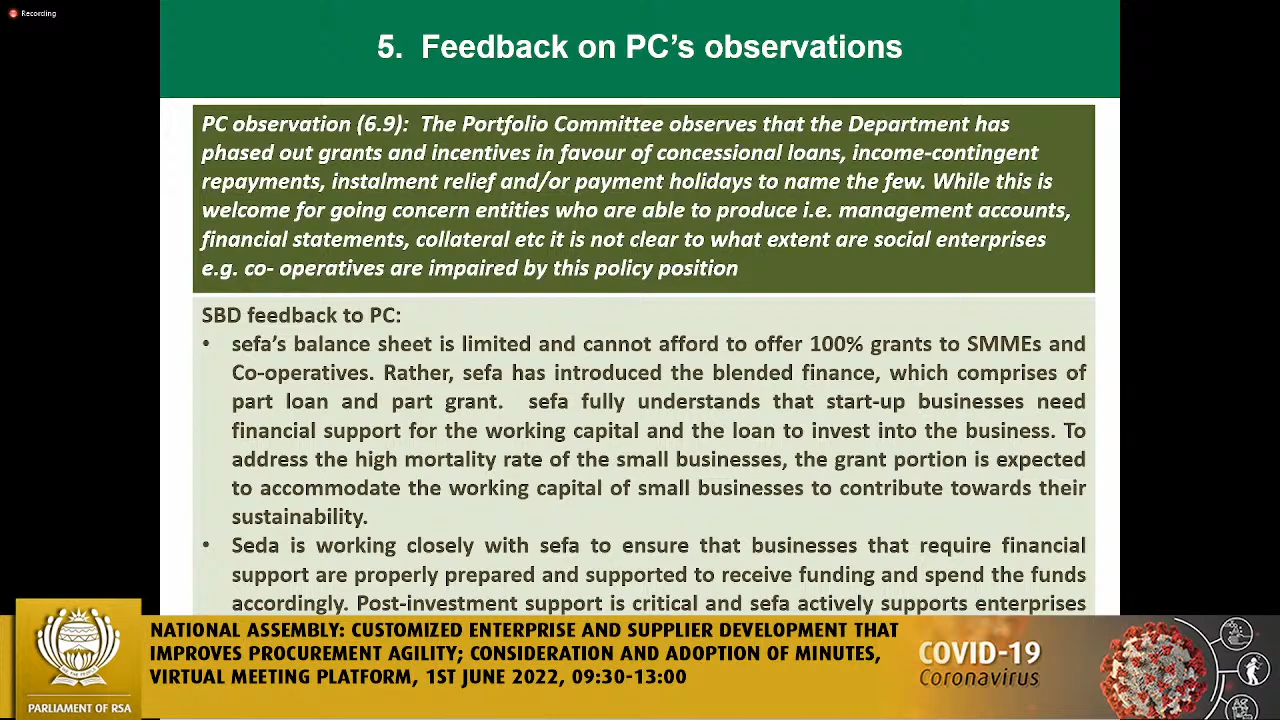 Recording
5. Feedback on PC's observations
PC observation (6.9): The Portfolio Committee observes that the Department has
phased out grants and incentives in favour of concessional loans, income-contingent
repayments, instalment relief and/or payment holidays to name the few. While this is
welcome for going concern entities who are able to produce i.e. management accounts,
financial statements, collateral etc it is not clear to what extent are social enterprises
e.g. co- operatives are impaired by this policy position
SBD feedback to PC:
• sefa's balance sheet is limited and cannot afford to offer 100% grants to SMMEs and
Co-operatives. Rather, sefa has introduced the blended finance, which comprises of
part loan and part grant. sefa fully understands that start-up businesses need
financial support for the working capital and the loan to invest into the business. To
address the high mortality rate of the small businesses, the grant portion is expected
to accommodate the working capital of small businesses to contribute towards their
sustainability.
• Seda is working closely with sefa to ensure that businesses that require financial
support are properly prepared and supported to receive funding and spend the funds
accordingly. Post-investment support is critical and sefa actively supports enterprises
NATIONAL ASSEMBLY: CUSTOMIZED ENTERPRISE AND SUPPLIER DEVELOPMENT THAT
IMPROVES PROCUREMENT AGILITY; CONSIDERATION AND ADOPTION OF MINUTES,
VIRTUAL MEETING PLATFORM, 1ST JUNE 2022, 09:30-13:00
PARLIAMENT OF RSA
COVID-19
Coronavirus